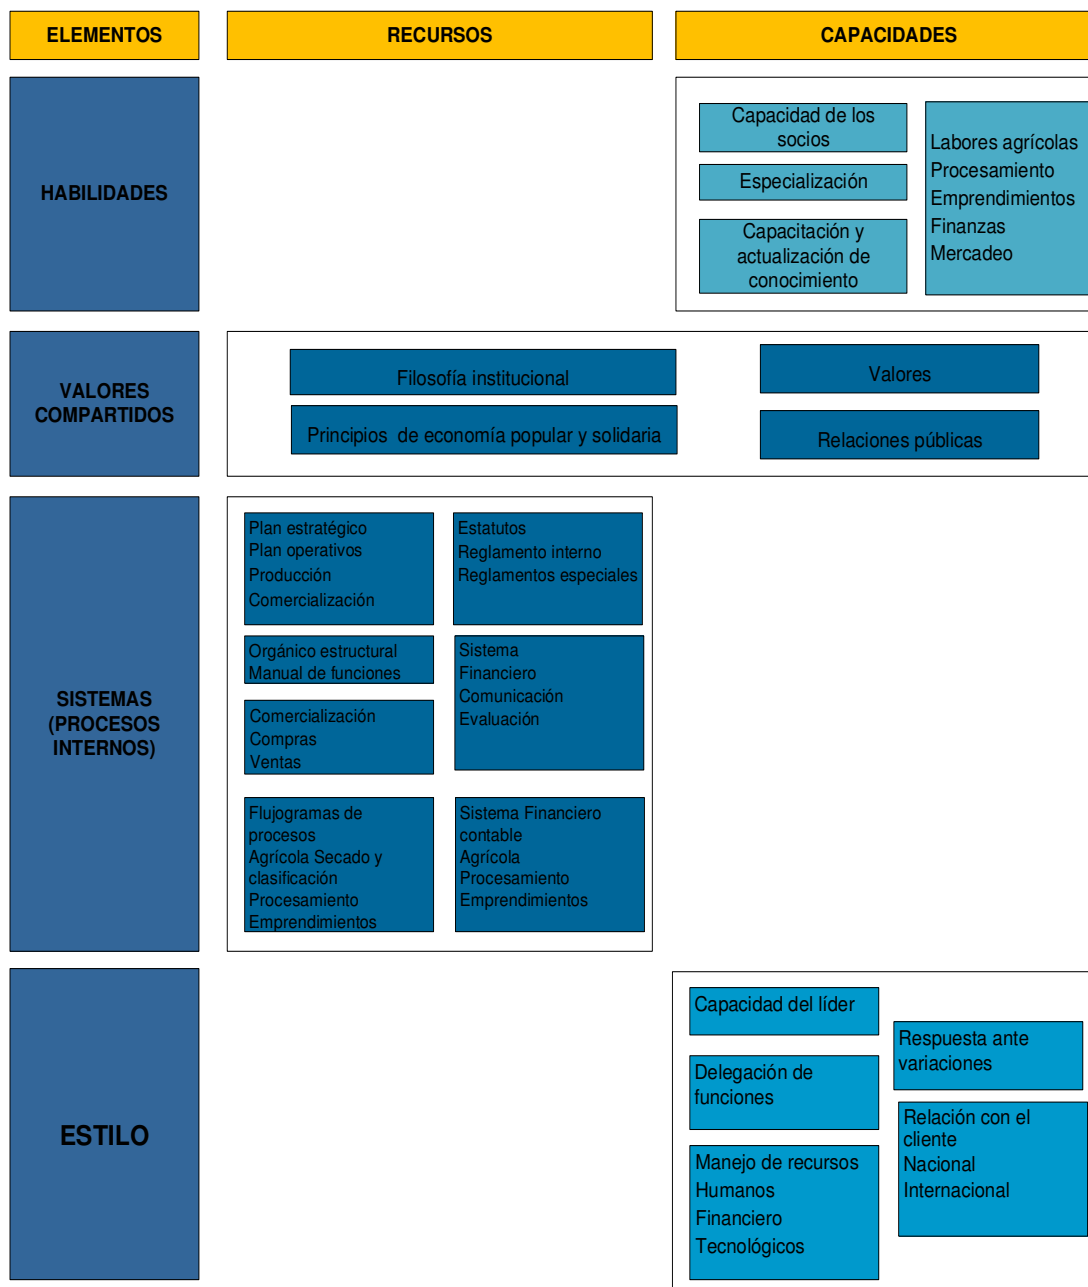 ELEMENTOS
RECURSOS
CAPACIDADES
HABILIDADES
Capacidad de los
socios
Especialización
Capacitación y
actualización de
conocimiento
Labores agrícolas
Procesamiento
Emprendimientos
Finanzas
Mercadeo
VALORES
COMPARTIDOS
Filosofía institucional
Principios de economía popular y solidaria
Valores
Relaciones públicas
SISTEMAS
(PROCESOS
INTERNOS)
Plan estratégico
Plan operativos
Producción
Comercialización
Estatutos
Reglamento interno
Reglamentos especiales
Orgánico estructural
Manual de funciones
Sistema
Financiero
Comunicación
Evaluación
Comercialización
Compras
Ventas
Flujogramas de
procesos
Agrícola Secado y
clasificación
Procesamiento
Emprendimientos
Sistema Financiero
contable
Agrícola
Procesamiento
Emprendimientos
ESTILO
Capacidad del líder
Delegación de
funciones
Manejo de recursos
Humanos
Financiero
Tecnológicos
Respuesta ante
variaciones
Relación con el
cliente
Nacional
Internacional